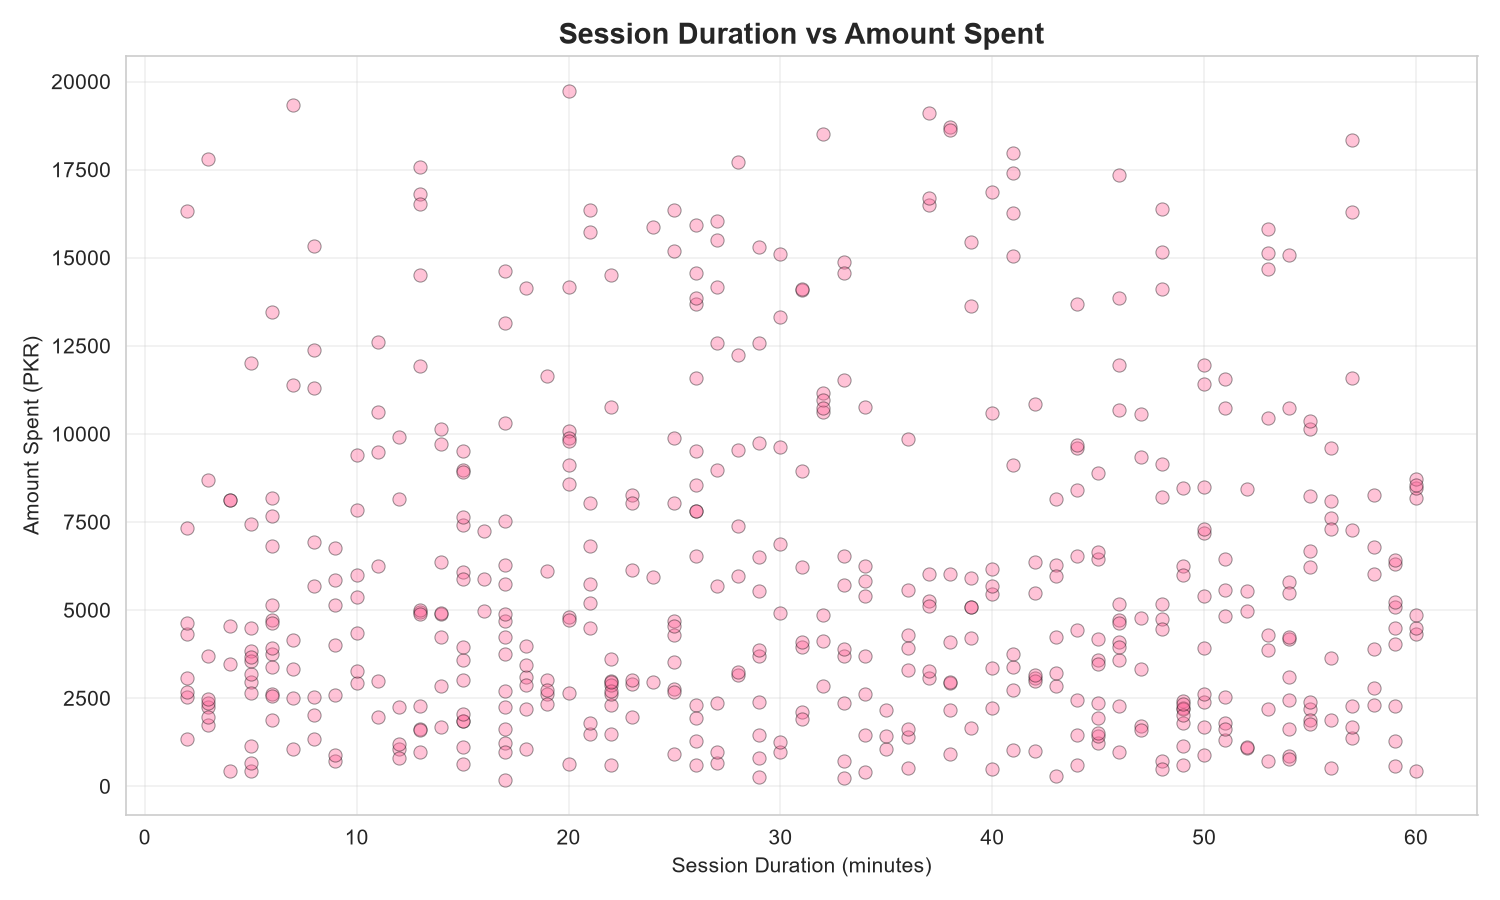 Session Duration vs Amount Spent
20000
17500
15000
12500
10000
7500
5000
2500
0
Amount Spent (PKR)
0 10 20 30 40 50 60
Session Duration (minutes)